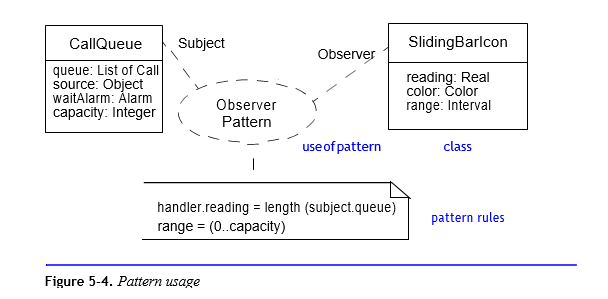 CallQueue
queue: List of Call
source: Object
waitAlarm: Alarm
capacity: Integer
Subject
Observer
SlidingBarIcon
reading: Real
color: Color
range: Interval
Observer
Pattern
use of pattern
class
handler.reading = length (subject.queue)
range = (0..capacity)
pattern rules
Figure 5-4. Pattern usage